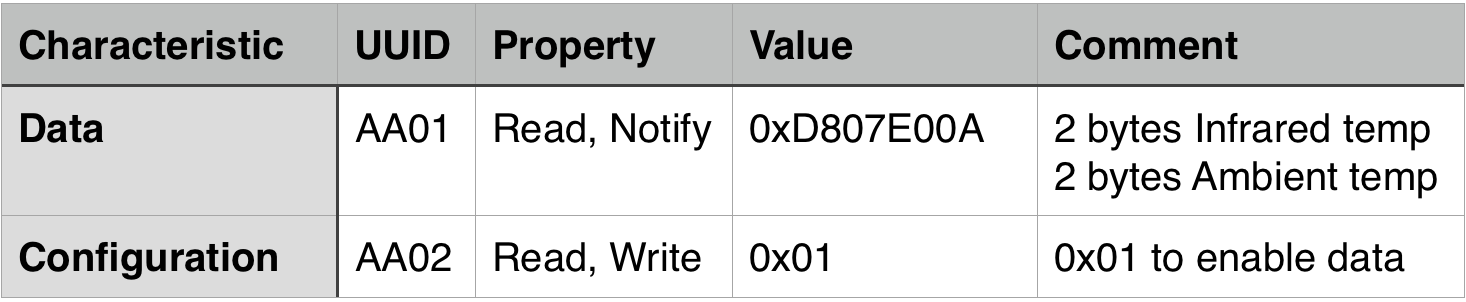 Characteristic UUID Property Value Comment
Data AA01 Read, Notify 0xD807E00A 2 bytes Infrared temp
2 bytes Ambient temp
Configuration AA02 Read, Write 0x01 0x01 to enable data